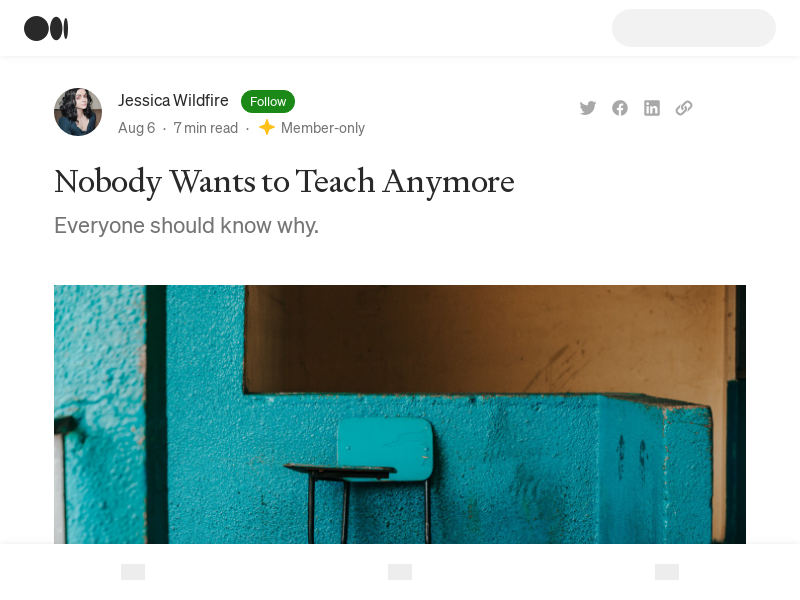 Jessica Wildfire Follow
Aug 6 · 7 min read · Member-only
Nobody Wants to Teach Anymore
Everyone should know why.